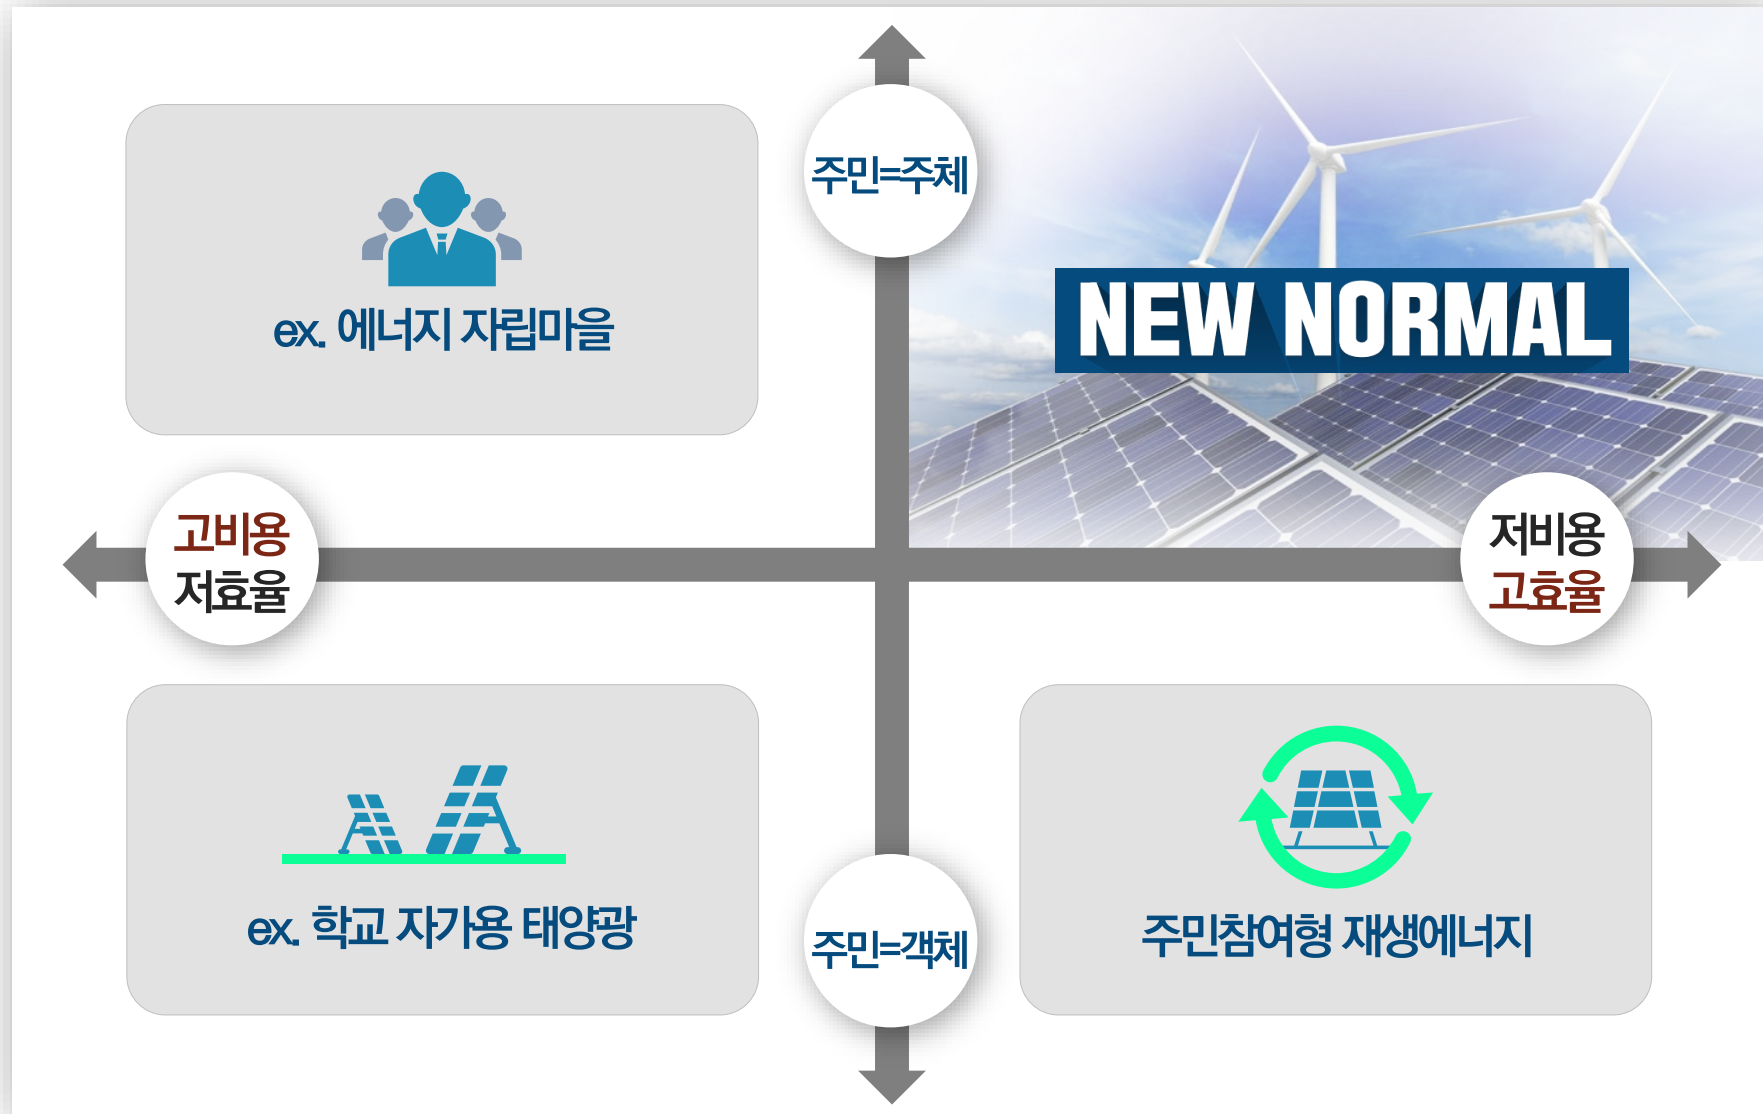 주민=주체
ex. 에너지 자립마을
NEW NORMAL
고비용
저효율
저비용
고효율
ex. 학교 자가용 태양광
주민=객체
주민참여형 재생에너지